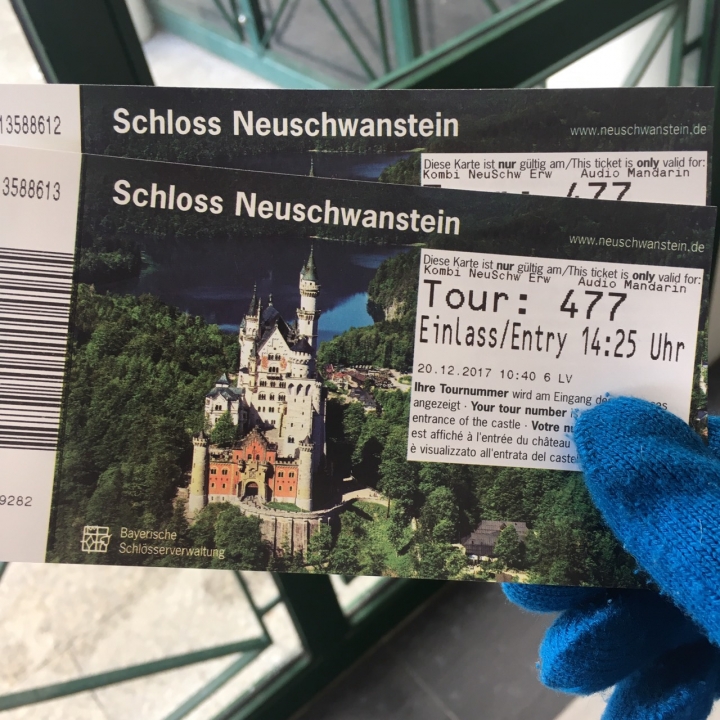 13588612
Schloss Neuschwanstein
www.neuschwanstein.de
Diese Karte ist nur gültig am/This ticket is only valid for:
Kombi NeuSchw Erw Audio Mandarin
477
3588613
Schloss Neuschwanstein
www.neuschwanstein.de
Diese Karte ist nur gültig am/This ticket is only valid for:
Kombi NeuSchw Erw Audio Mandarin
Tour: 477
Einlass/Entry 14:25 Uhr
20.12.2017 10:40 6 LV
Ihre Tournummer wird am Eingang
angezeigt · Your tour number
entrance of the castle · Votre
est affiché à l'entrée du château
è visualizzato all'entrata del
9282
Bayerische
Schlösserverwaltung